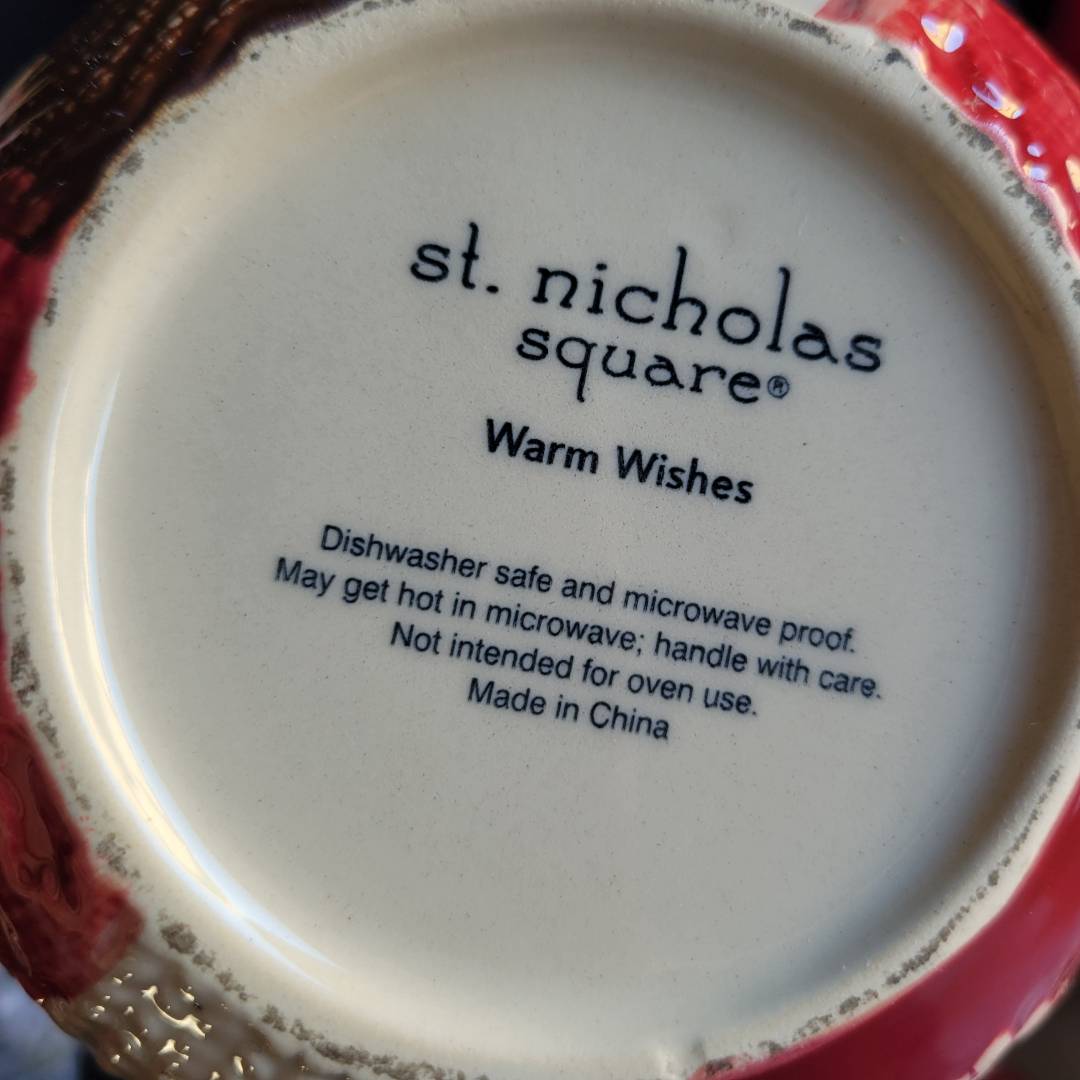 st. nicholas
square®
Warm Wishes
Dishwasher safe and microwave proof.
May get hot in microwave; handle with care.
Not intended for oven use.
Made in China